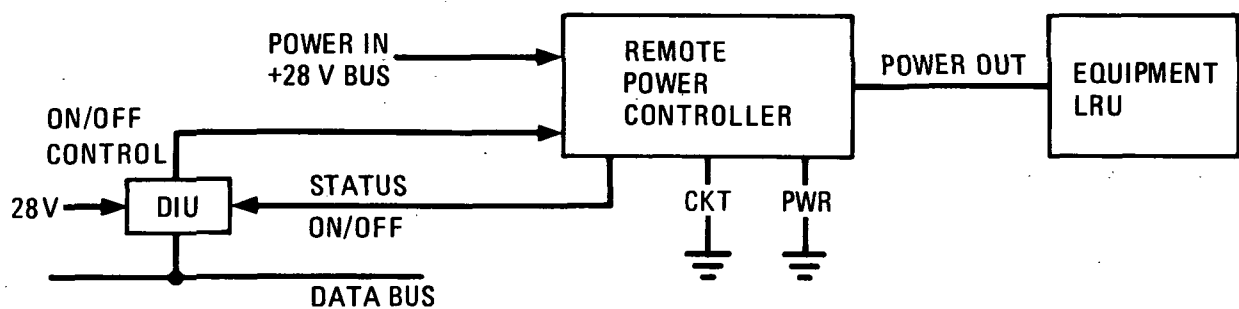 POWER IN
+28 V BUS
REMOTE
POWER
CONTROLLER
POWER OUT
EQUIPMENT
LRU
ON/OFF
CONTROL
28V
DIU
STATUS
ON/OFF
CKT
PWR
DATA BUS